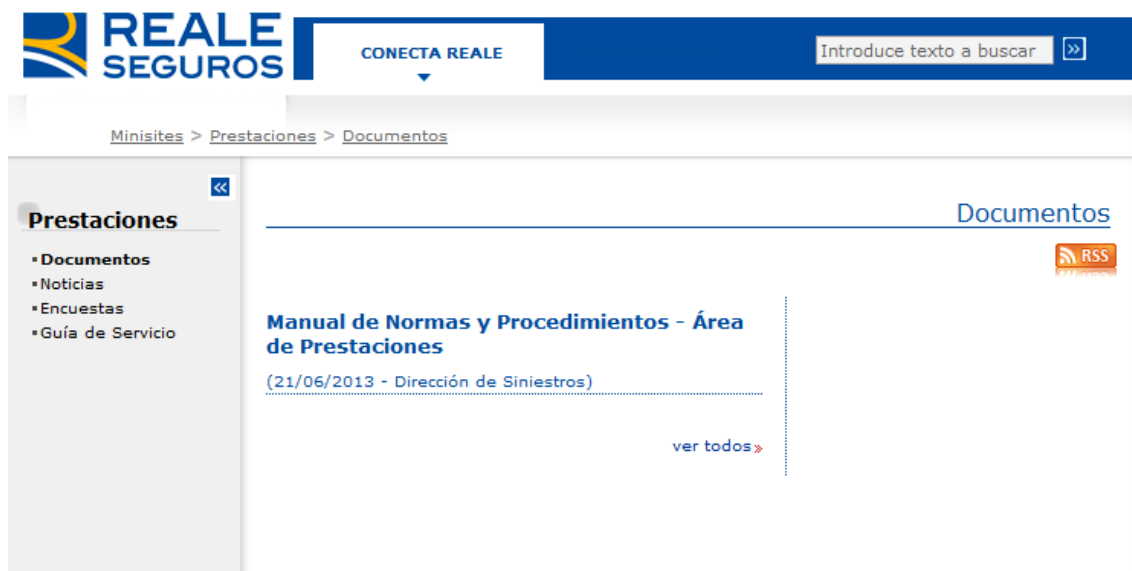 REALE
SEGUROS
CONECTA REALE
Introduce texto a buscar
Minisites > Prestaciones > Documentos
Prestaciones
Documentos
Noticias
Encuestas
Guía de Servicio
Documentos
RSS
Manual de Normas y Procedimientos - Área
de Prestaciones
(21/06/2013 - Dirección de Siniestros)
ver todos»